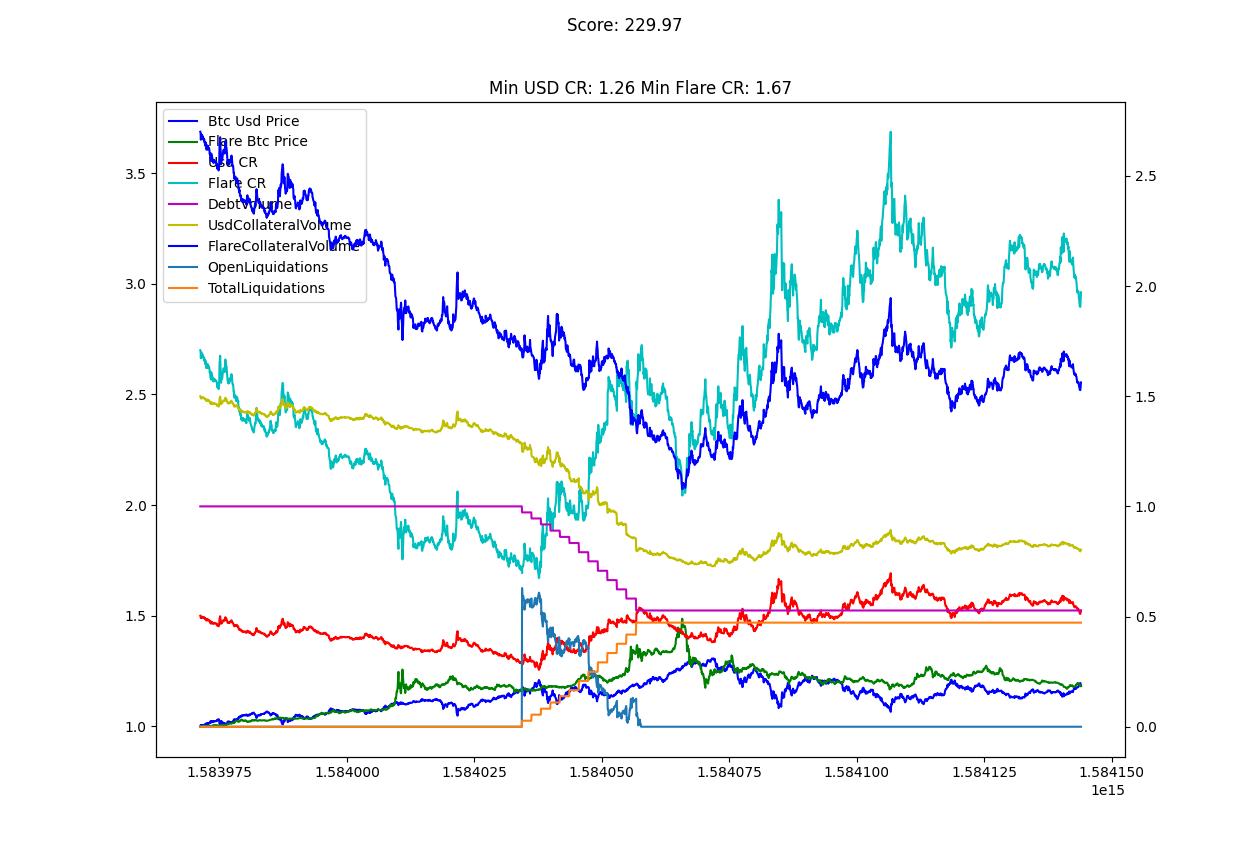 Score: 229.97
Min USD CR: 1.26 Min Flare CR: 1.67
Btc Usd Price
Flare Btc Price
Usd CR
Flare CR
DebtVolume
UsdCollateralVolume
FlareCollateralVolume
OpenLiquidations
TotalLiquidations
3.5
3.0
2.5
2.0
1.5
1.0
2.5
2.0
1.5
1.0
0.5
0.0
1.583975
1.584000
1.584025
1.584050
1.584075
1.584100
1.584125
1.584150
1e15